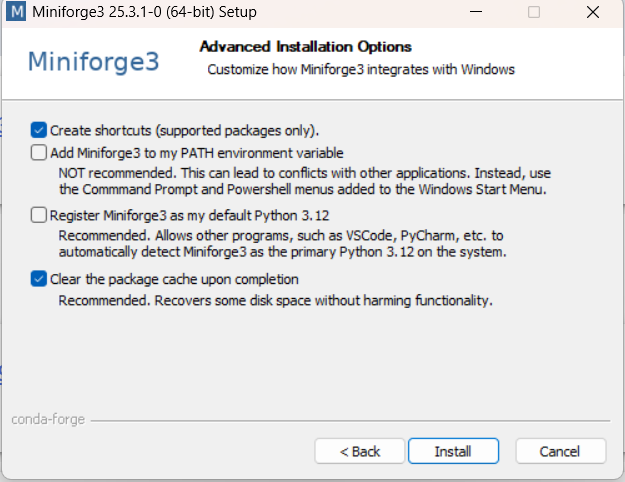 M Miniforge3 25.3.1-0 (64-bit) Setup
Miniforge3
Advanced Installation Options
Customize how Miniforge3 integrates with Windows
Create shortcuts (supported packages only).
Add Miniforge3 to my PATH environment variable
NOT recommended. This can lead to conflicts with other applications. Instead, use
the Commmand Prompt and Powershell menus added to the Windows Start Menu.
Register Miniforge3 as my default Python 3.12
Recommended. Allows other programs, such as VSCode, PyCharm, etc. to
automatically detect Miniforge3 as the primary Python 3.12 on the system.
Clear the package cache upon completion
Recommended. Recovers some disk space without harming functionality.
conda-forge
< Back
Install
Cancel